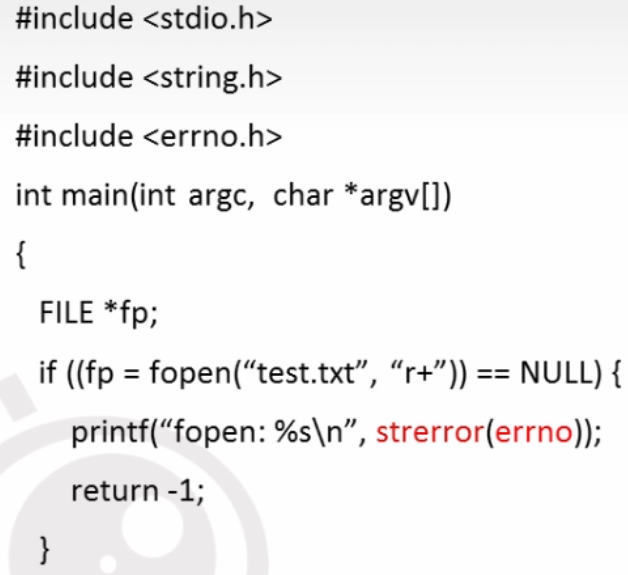 #include <stdio.h>
#include <string.h>
#include <errno.h>
int main(int argc, char *argv[])
{
FILE *fp;
if ((fp = fopen(“test.txt”, “r+”)) == NULL) {
printf(“fopen: %s\n”, strerror(errno));
return -1;
}